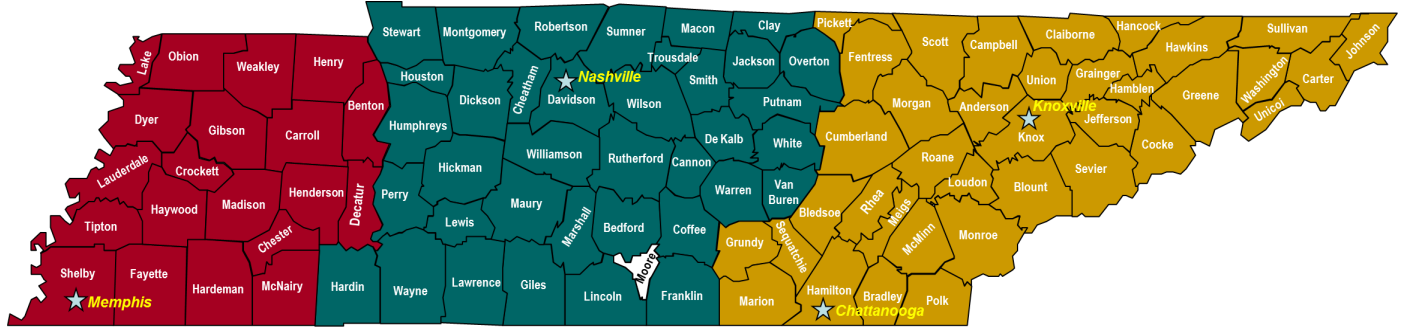 Stewart
Montgomery
Robertson
Sumner
Macon
Clay
Pickett
Scott
Campbell
Claiborne
Hancock
Hawkins
Sullivan
Johnson
Lake
Obion
Weakley
Henry
Houston
Cheatham
Nashville
Trousdale
Smith
Jackson
Overton
Fentress
Union
Grainger
Hamblen
Greene
Washington
Carter
Unicoi
Benton
Dickson
Davidson
Wilson
Putnam
Morgan
Anderson
Knoxville
Knox
Jefferson
Cocke
Dyer
Gibson
Carroll
Humphreys
De Kalb
White
Cumberland
Lauderdale
Crockett
Hickman
Williamson
Rutherford
Cannon
Roane
Loudon
Blount
Sevier
Haywood
Madison
Henderson
Decatur
Perry
Warren
Van
Buren
Bledsoe
Rhea
Meigs
McMinn
Monroe
Tipton
Chester
Lewis
Maury
Marshall
Bedford
Coffee
Grundy
Sequatchie
Shelby
Memphis
Fayette
Hardeman
McNairy
Hardin
Wayne
Lawrence
Giles
Lincoln
Moore
Franklin
Marion
Hamilton
Chattanooga
Bradley
Polk